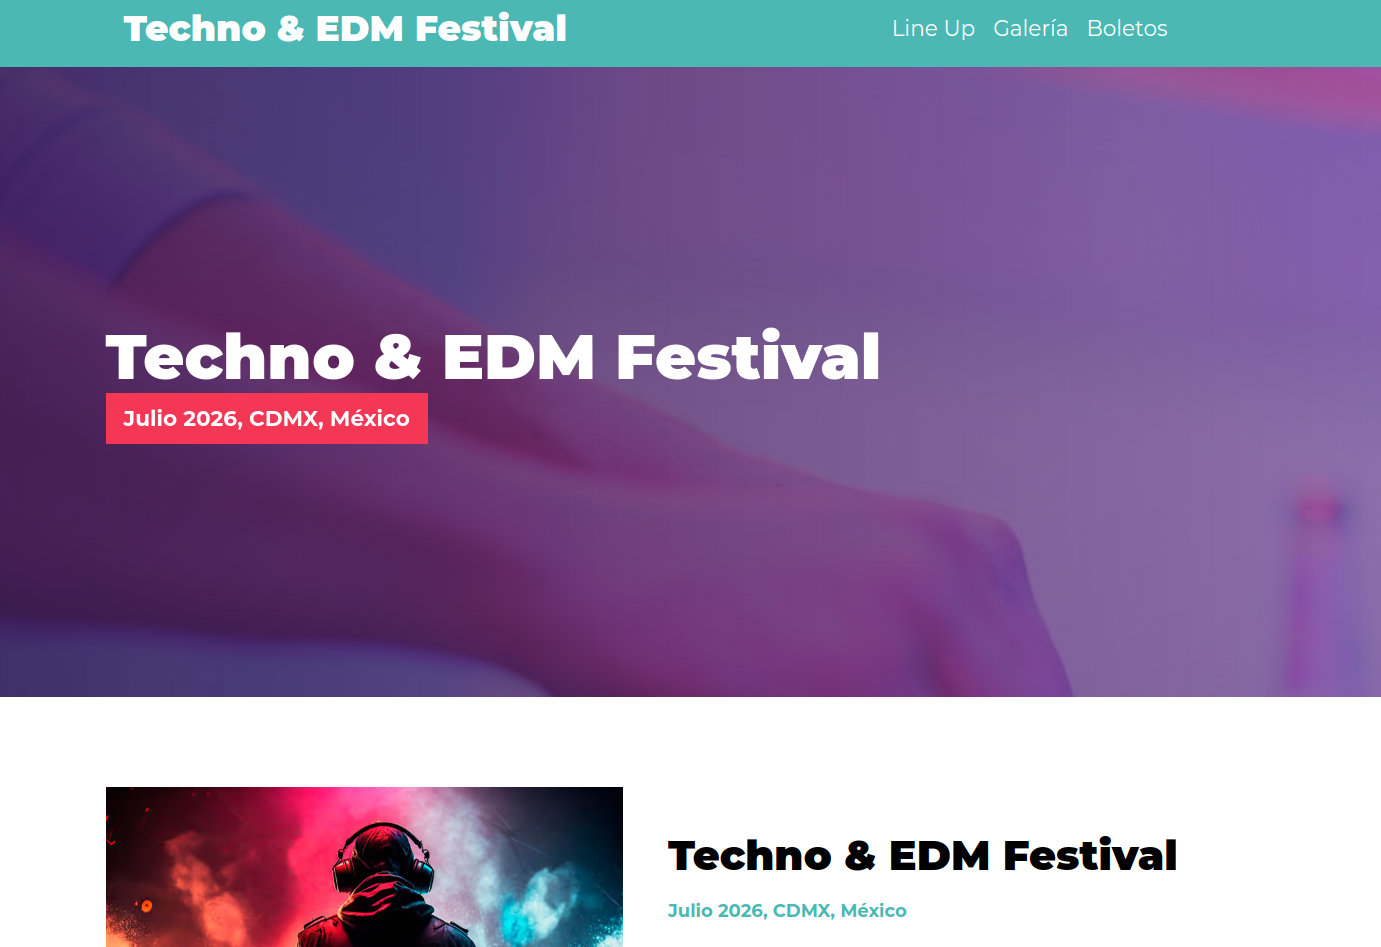 Techno & EDM Festival
Line Up Galería Boletos
Techno & EDM Festival
Julio 2026, CDMX, México
Techno & EDM Festival
Julio 2026, CDMX, México